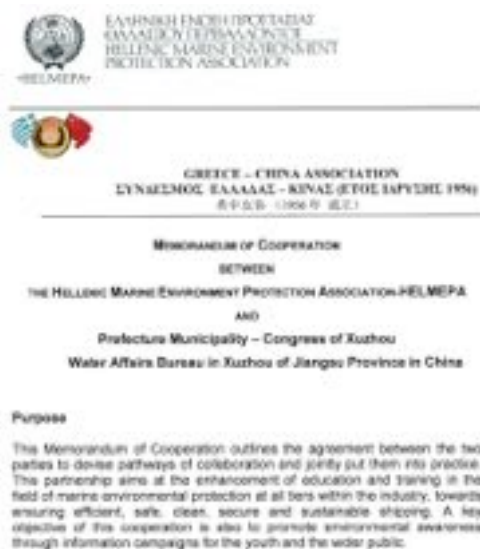 ΕΛΛΗΝΙΚΗ ΕΝΩΣΗ ΠΡΟΣΤΑΣΙΑΣ
ΘΑΛΑΣΣΙΟΥ ΠΕΡΙΒΑΛΛΟΝΤΟΣ
HELLENIC MARINE ENVIRONMENT
PROTECTION ASSOCIATION
HELMEPA
GREECE – CHINA ASSOCIATION
ΣΥΝΔΕΣΜΟΣ ΕΛΛΑΔΑΣ – ΚΙΝΑΣ (ΕΤΟΣ ΙΔΡΥΣΗΣ 1956)
MEMORANDUM OF COOPERATION
BETWEEN
THE HELLENIC MARINE ENVIRONMENT PROTECTION ASSOCIATION-HELMEPA
AND
Prefecture Municipality – Congress of Xuzhou
Water Affairs Bureau in Xuzhou of Jiangsu Province in China
Purpose
This Memorandum of Cooperation outlines the agreement between the two
parties to devise pathways of collaboration and jointly put them into practice.
This partnership aims at the enhancement of education and training in the
field of marine environmental protection at all tiers within the industry, towards
ensuring efficient, safe, clean, secure and sustainable shipping. A key
objective of this cooperation is also to promote environmental awareness
through information campaigns for the youth and the wider public.